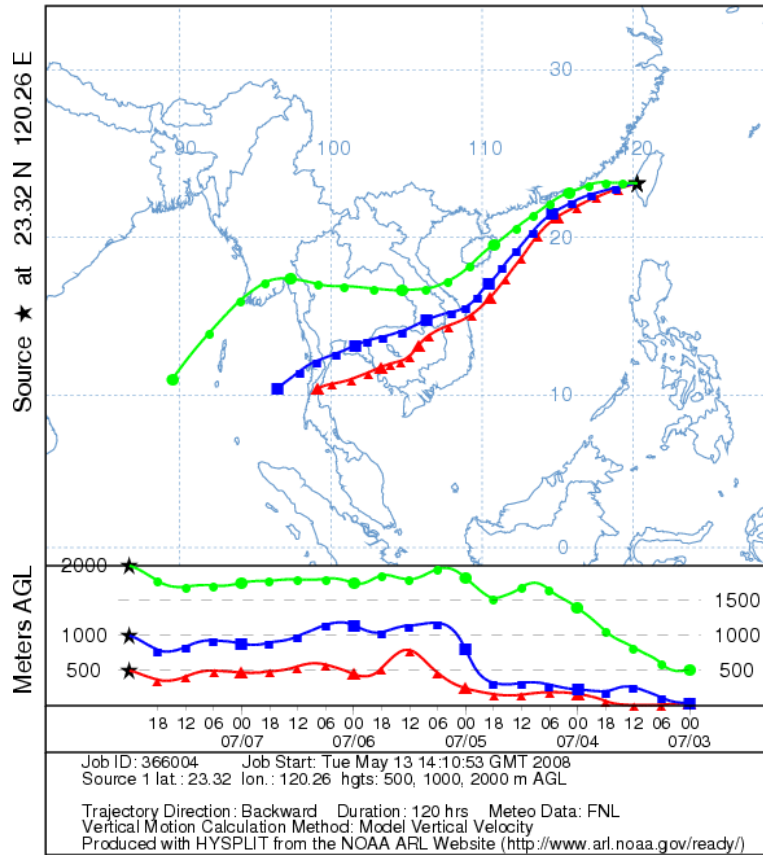 Source ★ at 23.32 N 120.26 E
30
90 100 110 120
20
10
0
Meters AGL
2000
1500
1000 1000
500 500
18 12 06 00 18 12 06 00 18 12 06 00 18 12 06 00 18 12 06 00
07/07 07/06 07/05 07/04 07/03
Job ID: 366004 Job Start: Tue May 13 14:10:53 GMT 2008
Source 1 lat.: 23.32 lon.: 120.26 hgts: 500, 1000, 2000 m AGL
Trajectory Direction: Backward Duration: 120 hrs Meteo Data: FNL
Vertical Motion Calculation Method: Model Vertical Velocity
Produced with HYSPLIT from the NOAA ARL Website (http://www.arl.noaa.gov/ready/)